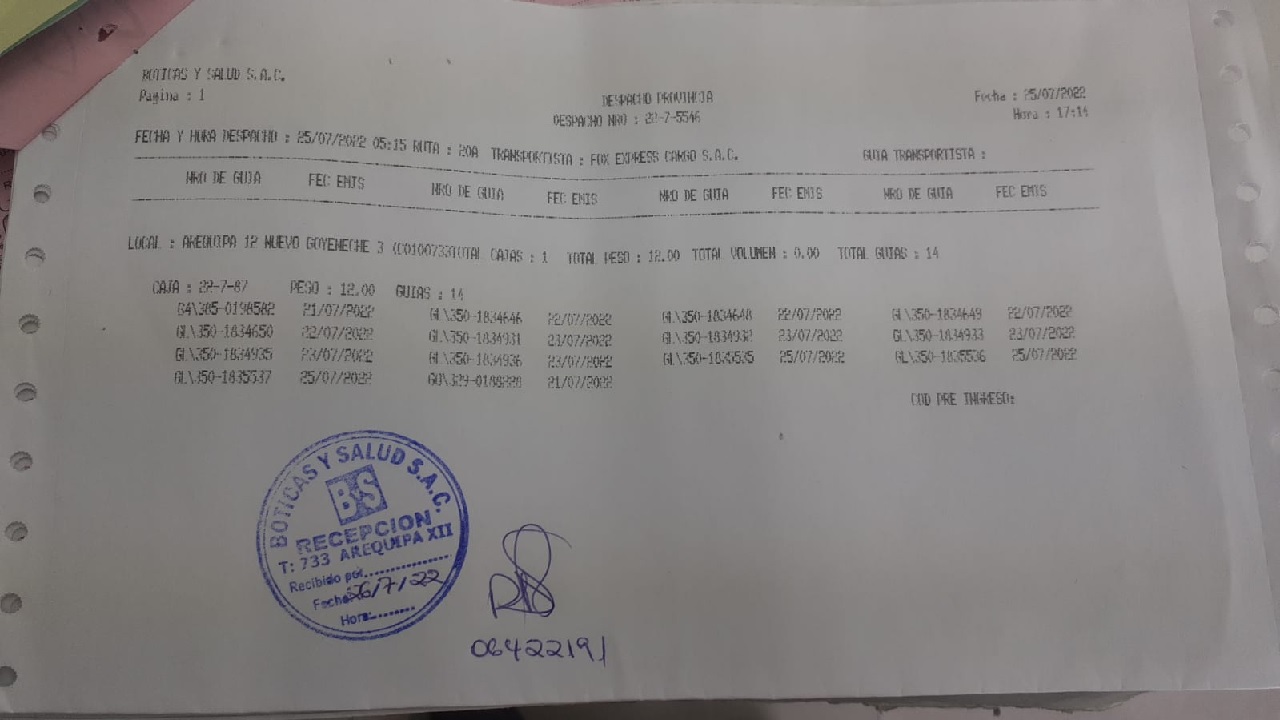 BOTICAS Y SALUD S.A.C.
Pagina : 1
DESPACHO PROVINCIA
Fecha : 25/07/2022
DESPACHO NRO : 22-7-5546
Hora : 17:14
FECHA Y HORA DESPACHO : 25/07/2022 05:15 RUTA : 20A TRANSPORTISTA : FOX EXPRESS CARGO S.A.C. GUIA TRANSPORTISTA :
NRO DE GUIA FEC EMIS NRO DE GUIA FEC EMIS NRO DE GUIA FEC EMIS NRO DE GUIA FEC EMIS
LOCAL : AREQUIPA 12 NUEVO GOYENECHE 3 (C0100733)TOTAL CAJAS : 1 TOTAL PESO : 12.00 TOTAL VOLUMEN : 0.00 TOTAL GUIAS : 14
CAJA : 22-7-87 PESO : 12.00 GUIAS : 14
21/07/2022 GL\350-1834646 22/07/2022 GL\350-1834648 22/07/2022 GL\350-1834649 22/07/2022
GL\350-1834650 22/07/2022 GL\350-1834931 23/07/2022 GL\350-1834932 23/07/2022 GL\350-1834933 23/07/2022
GL\350-1834935 23/07/2022 GL\350-1834936 23/07/2022 GL\350-1835535 25/07/2022 GL\350-1835536 25/07/2022
GL\350-1835537 25/07/2022 21/07/2022
COD PRE INGRESO:
BOTICAS Y SALUD S.A.C.
BS
RECEPCION
T: 733 AREQUIPA XII
Recibido por
Fecha: 26/7/22
Hora:
06422191